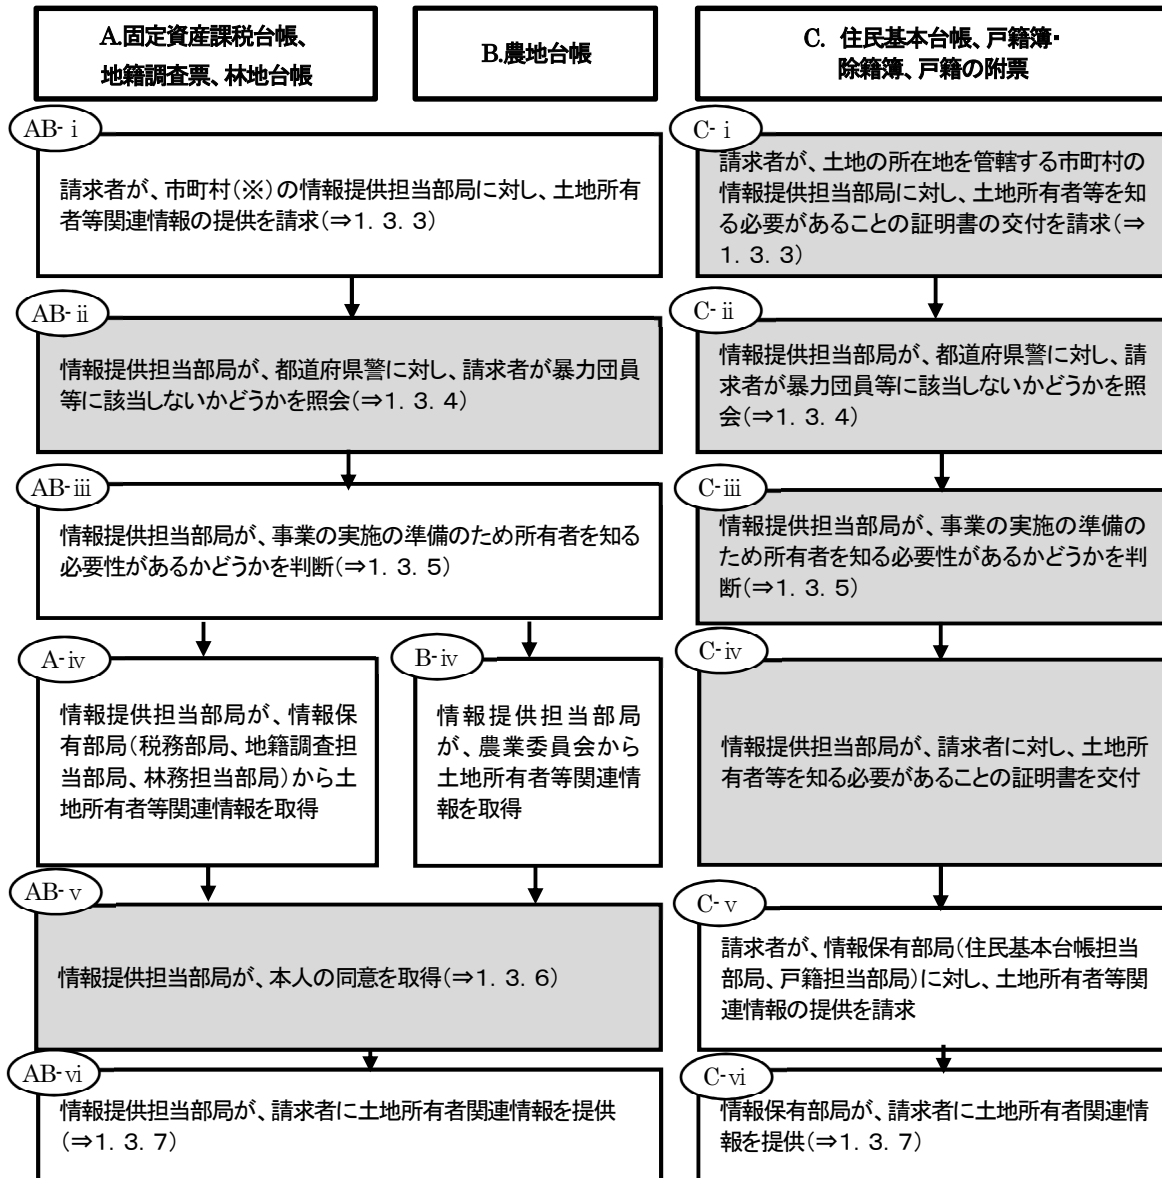 A.固定資産課税台帳、
地籍調査票、林地台帳
B.農地台帳
C. 住民基本台帳、戸籍簿・
除籍簿、戸籍の附票
AB-ⅰ
請求者が、市町村(※)の情報提供担当部局に対し、土地所有
者等関連情報の提供を請求(⇒1．3．3)
AB-ⅱ
情報提供担当部局が、都道府県警に対し、請求者が暴力団員
等に該当しないかどうかを照会(⇒1．3．4)
AB-ⅲ
情報提供担当部局が、事業の実施の準備のため所有者を知る
必要性があるかどうかを判断(⇒1．3．5)
A-ⅳ
情報提供担当部局が、情報保
有部局(税務部局、地籍調査担
当部局、林務担当部局)から土
地所有者等関連情報を取得
B-ⅳ
情報提供担当部局
が、農業委員会から
土地所有者等関連情
報を取得
AB-ⅴ
情報提供担当部局が、本人の同意を取得(⇒1．3．6)
AB-ⅵ
情報提供担当部局が、請求者に土地所有者関連情報を提供
(⇒1．3．7)
C-ⅰ
請求者が、土地の所在地を管轄する市町村の
情報提供担当部局に対し、土地所有者等を知
る必要があることの証明書の交付を請求(⇒
1．3．3)
C-ⅱ
情報提供担当部局が、都道府県警に対し、請
求者が暴力団員等に該当しないかどうかを照
会(⇒1．3．4)
C-ⅲ
情報提供担当部局が、事業の実施の準備の
ため所有者を知る必要性があるかどうかを判
断(⇒1．3．5)
C-ⅳ
情報提供担当部局が、請求者に対し、土地所
有者等を知る必要があることの証明書を交付
C-ⅴ
請求者が、情報保有部局(住民基本台帳担当
部局、戸籍担当部局)に対し、土地所有者等関
連情報の提供を請求
C-ⅵ
情報保有部局が、請求者に土地所有者関連情
報を提供(⇒1．3．7)